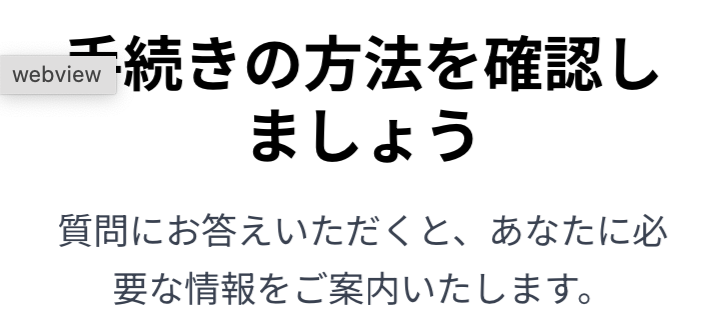 手続きの方法を確認し
webview
ましょう
質問にお答えいただくと、あなたに必
要な情報をご案内いたします。